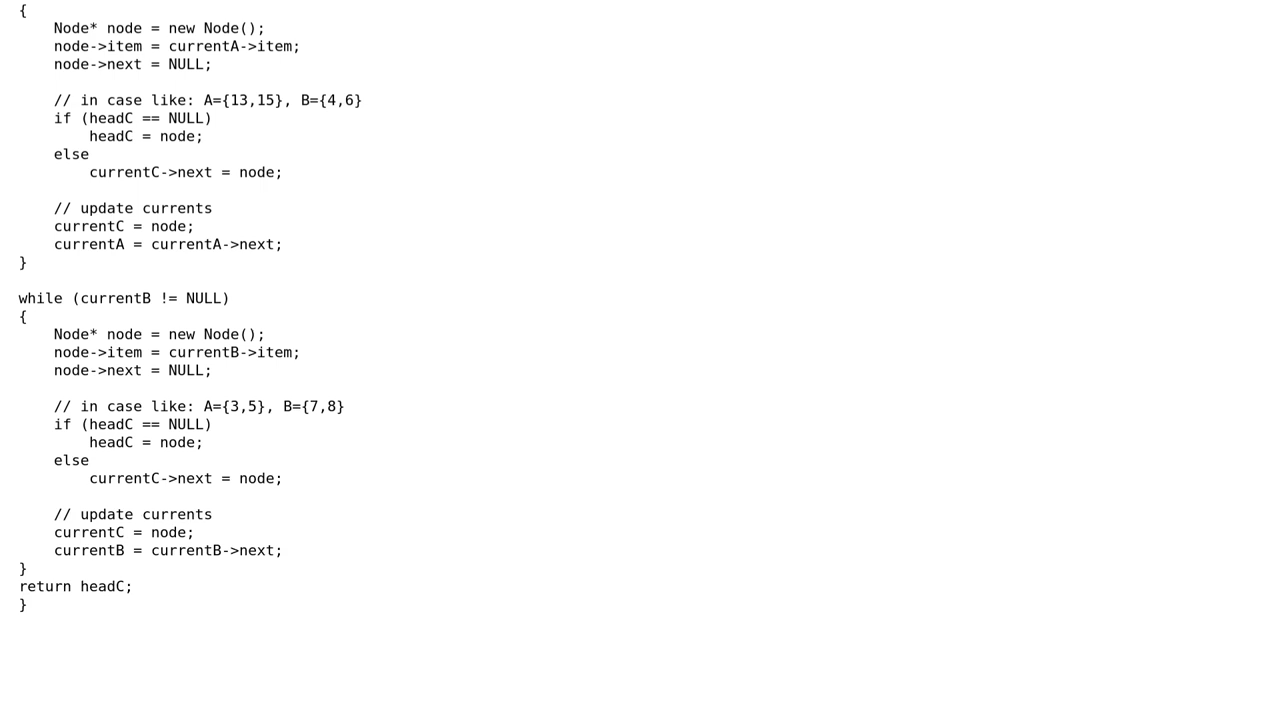 {
    Node* node = new Node();
    node->item = currentA->item;
    node->next = NULL;

    // in case like: A={13,15}, B={4,6}
    if (headC == NULL)
        headC = node;
    else
        currentC->next = node;

    // update currents
    currentC = node;
    currentA = currentA->next;
}

while (currentB != NULL)
{
    Node* node = new Node();
    node->item = currentB->item;
    node->next = NULL;

    // in case like: A={3,5}, B={7,8}
    if (headC == NULL)
        headC = node;
    else
        currentC->next = node;

    // update currents
    currentC = node;
    currentB = currentB->next;
}
return headC;
}